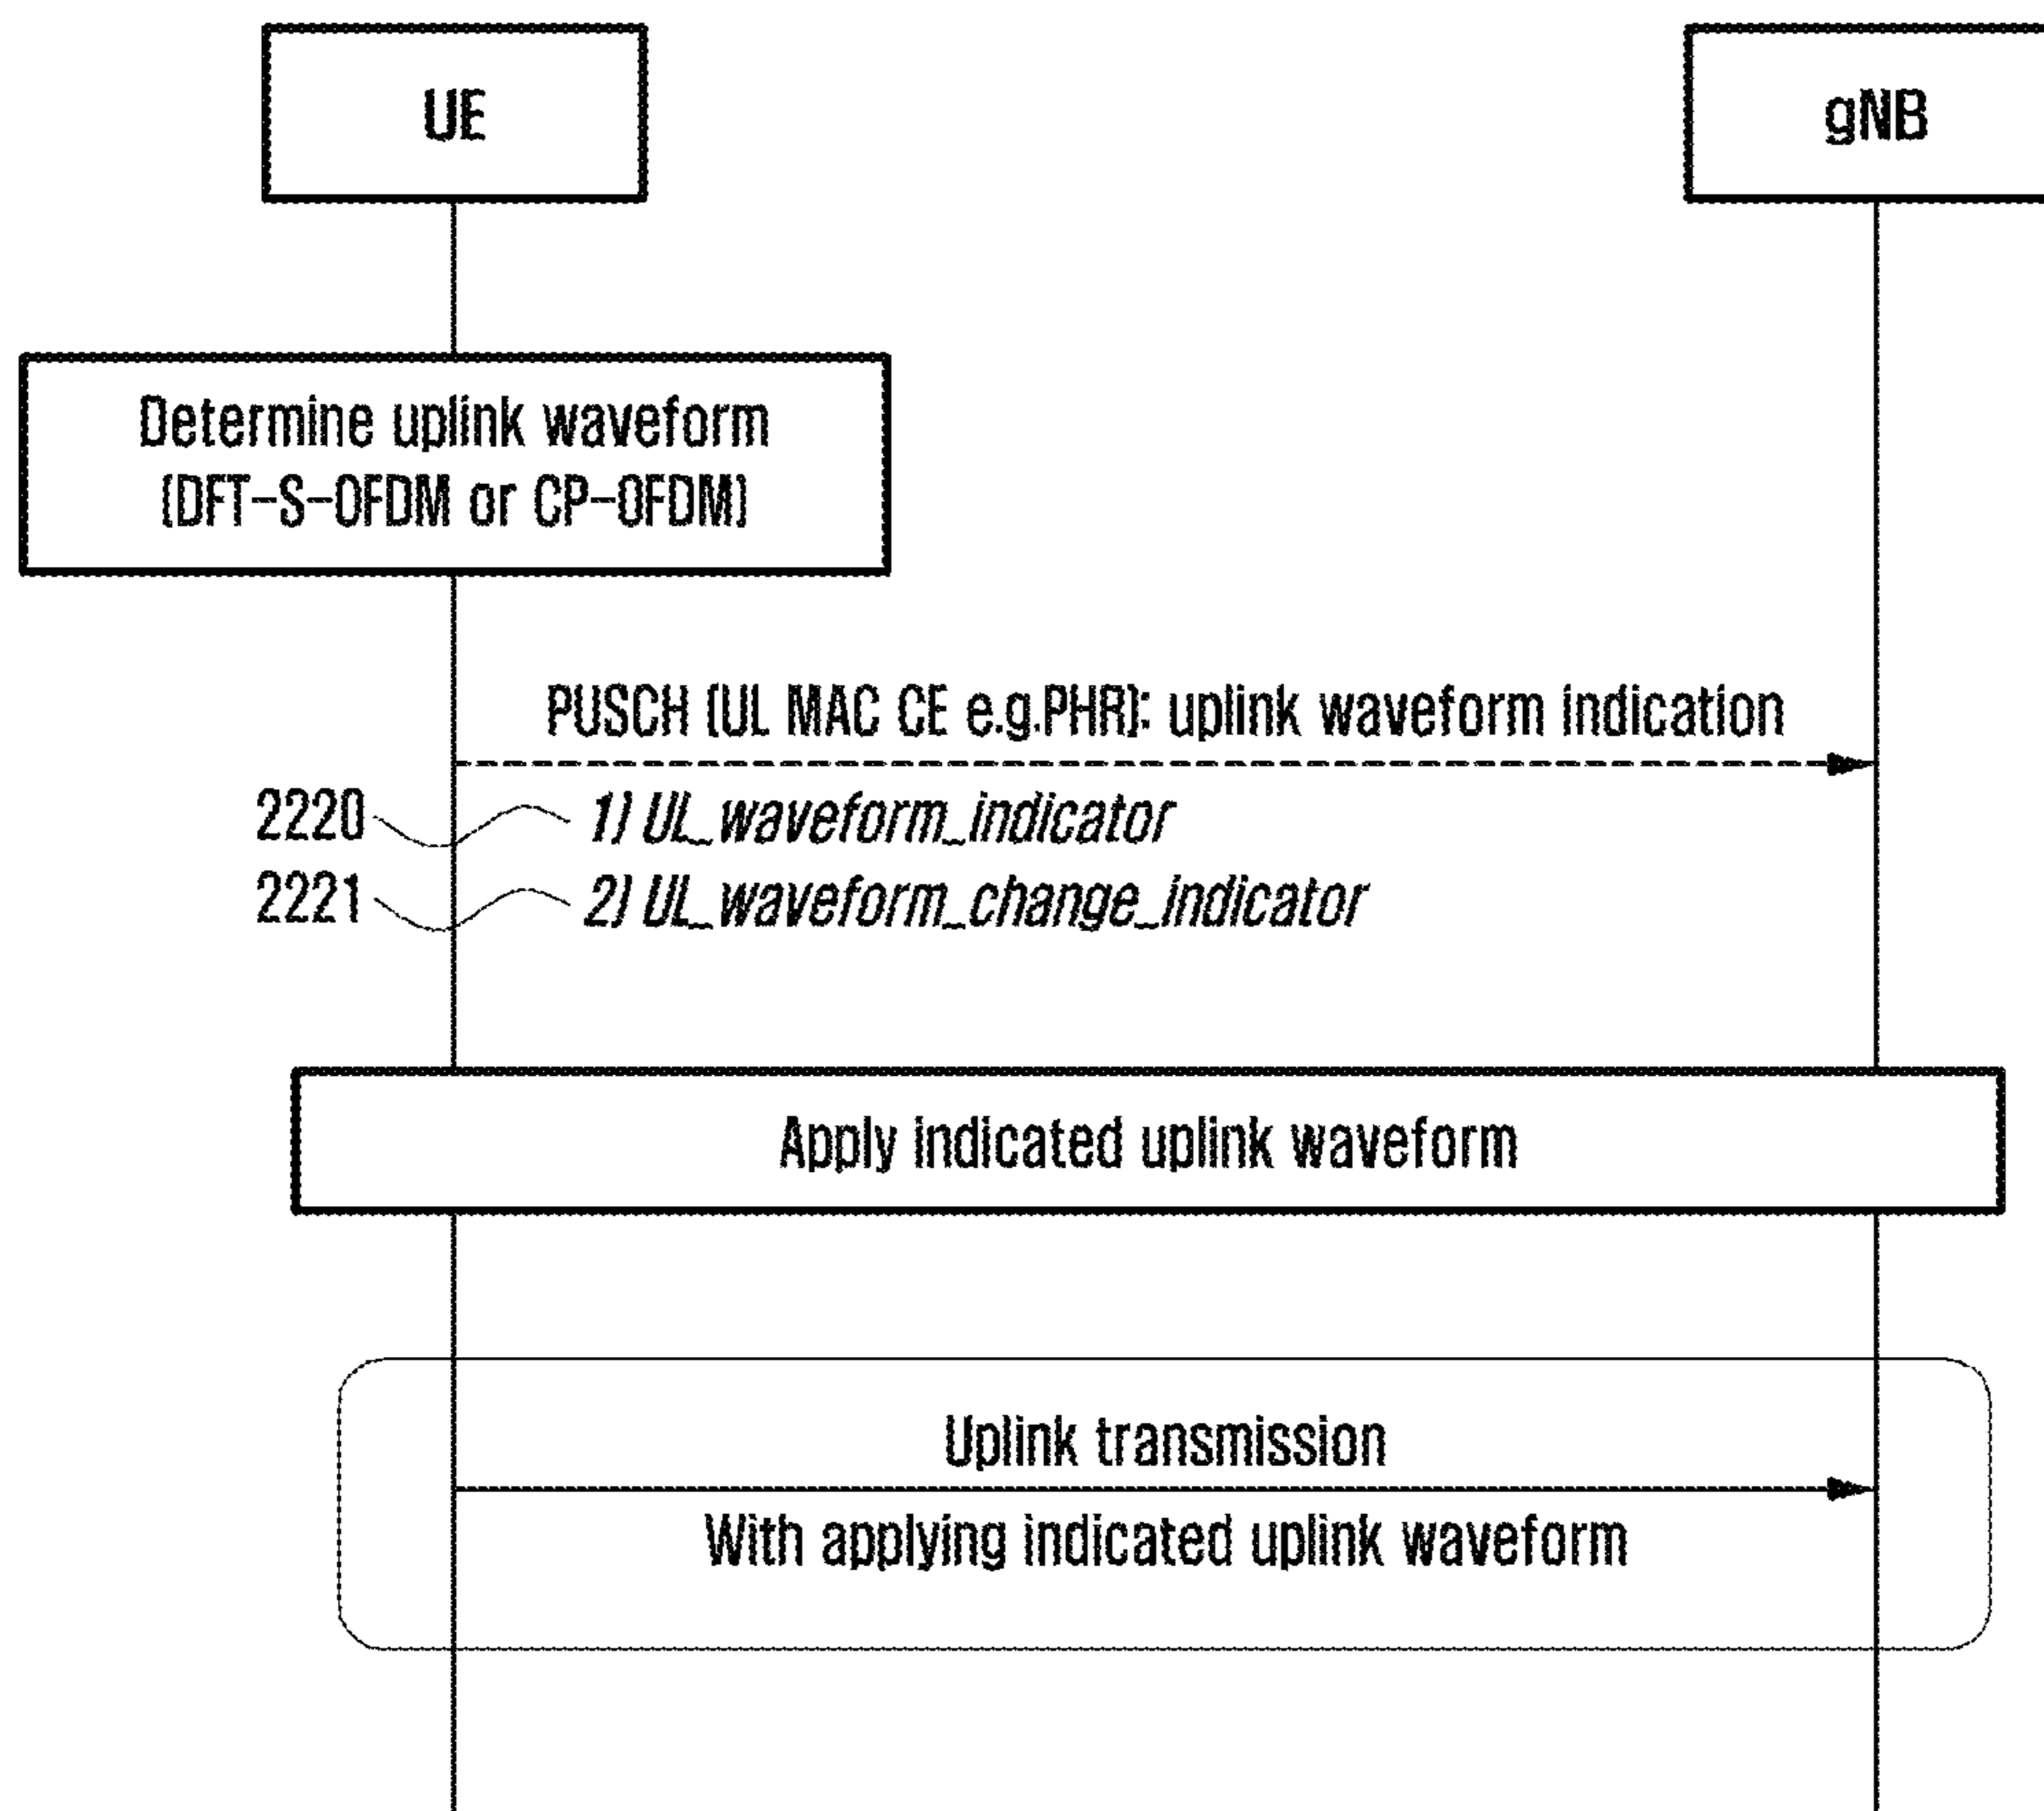 UE
gNB
Determine uplink waveform
(DFT-S-OFDM or CP-OFDM)
PUSCH (UL MAC CE e.g.PHR): uplink waveform indication
2220 1) UL_waveform_indicator
2221 2) UL_waveform_change_indicator
Apply indicated uplink waveform
Uplink transmission
With applying indicated uplink waveform